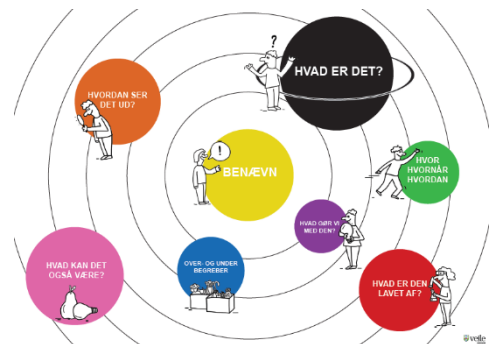 ?
HVAD ER DET?
HVORDAN SER
DET UD?
!
BENÆVN
HVOR
HVORNÅR
HVORDAN
HVAD GØR VI
MED DEN?
HVAD KAN DET
OGSÅ VÆRE?
OVER- OG UNDER
BEGREBER
HVAD ER DEN
LAVET AF?
vejle